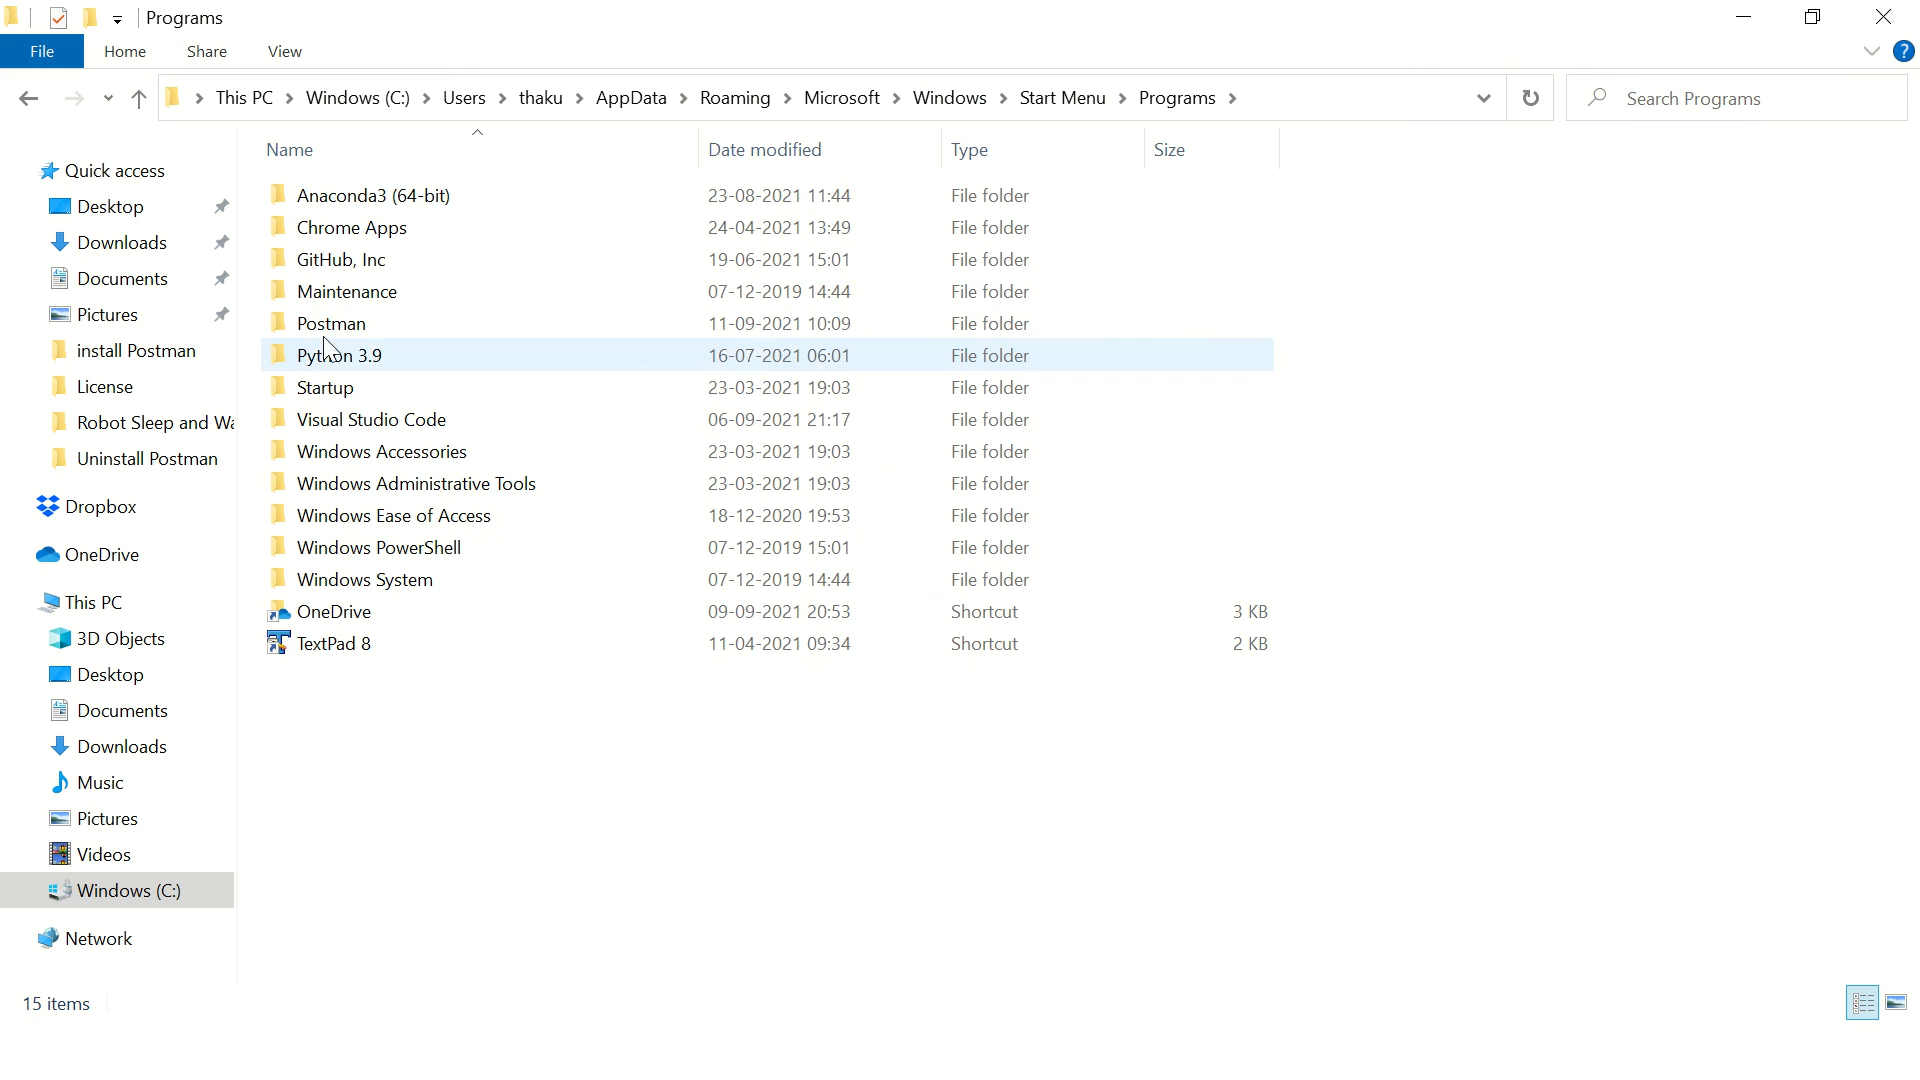 Programs
File Home Share View
This PC Windows (C:) Users thaku AppData Roaming Microsoft Windows Start Menu Programs
Search Programs
Name Date modified Type Size
Quick access
Desktop
Downloads
Documents
Pictures
install Postman
License
Robot Sleep and Wa
Uninstall Postman
Dropbox
OneDrive
This PC
3D Objects
Desktop
Documents
Downloads
Music
Pictures
Videos
Windows (C:)
Network
Anaconda3 (64-bit) 23-08-2021 11:44 File folder
Chrome Apps 24-04-2021 13:49 File folder
GitHub, Inc 19-06-2021 15:01 File folder
Maintenance 07-12-2019 14:44 File folder
Postman 11-09-2021 10:09 File folder
Python 3.9 16-07-2021 06:01 File folder
Startup 23-03-2021 19:03 File folder
Visual Studio Code 06-09-2021 21:17 File folder
Windows Accessories 23-03-2021 19:03 File folder
Windows Administrative Tools 23-03-2021 19:03 File folder
Windows Ease of Access 18-12-2020 19:53 File folder
Windows PowerShell 07-12-2019 15:01 File folder
Windows System 07-12-2019 14:44 File folder
OneDrive 09-09-2021 20:53 Shortcut 3 KB
TextPad 8 11-04-2021 09:34 Shortcut 2 KB
15 items